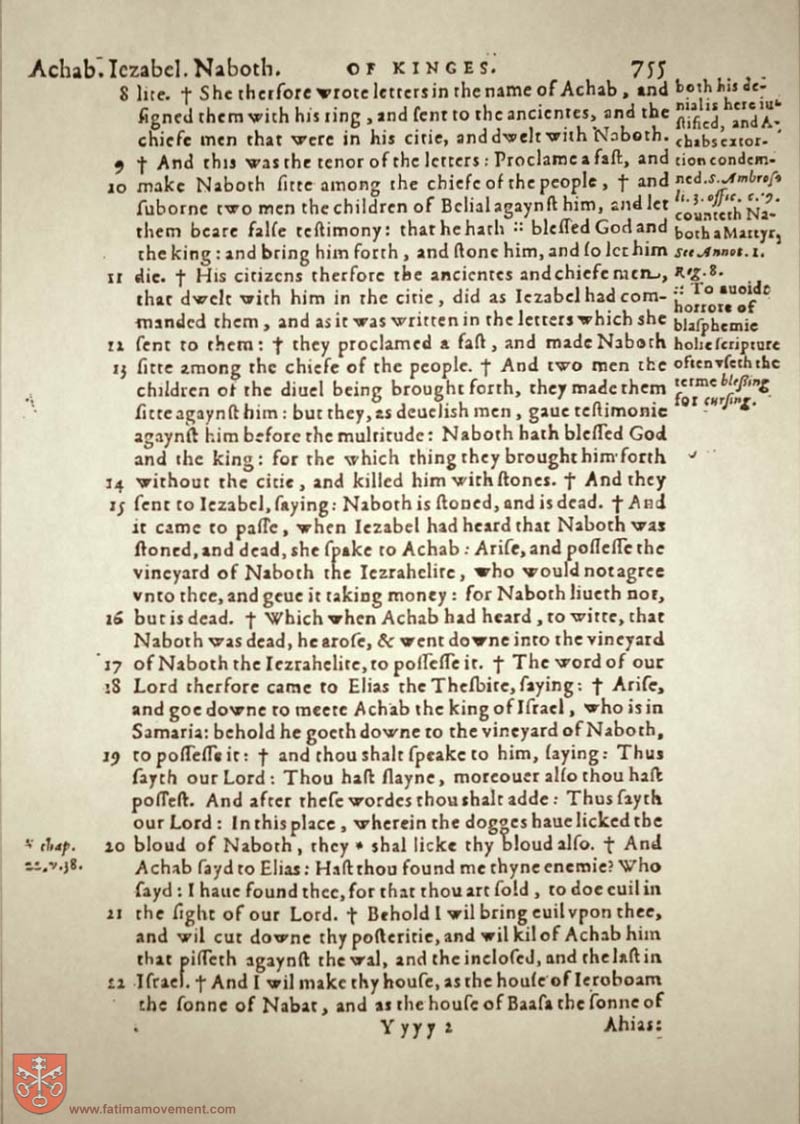 Achab. Iezabel. Naboth. OF KINGES. 755
8 lite. † She therfore wrote letters in the name of Achab, and
ſigned them with his ring, and ſent to the ancientes, and the
chiefe men that were in his citie, and dwelt with Naboth.
9 † And this was the tenor of the letters: Proclame a faſt, and
10 make Naboth ſitte among the chiefe of the people, † and
ſuborne two men the children of Belial agaynſt him, and let
them beare falſe teſtimony: that he hath :: bleſſed God and
the king: and bring him forth, and ſtone him, and ſo let him
11 die. † His citizens therfore the ancientes and chiefe men,
that dwelt with him in the citie, did as Iezabel had com-
manded them, and as it was written in the letters which she
12 ſent to them: † they proclamed a faſt, and made Naboth
13 ſitte among the chiefe of the people. † And two men the
children of the diuel being brought forth, they made them
ſitte agaynſt him: but they, as deuelish men, gaue teſtimonie
agaynſt him before the multitude: Naboth hath bleſſed God
and the king: for the which thing they brought him forth
14 without the citie, and killed him with ſtones. † And they
15 ſent to Iezabel, ſaying: Naboth is ſtoned, and is dead. † And
it came to paſſe, when Iezabel had heard that Naboth was
ſtoned, and dead, she ſpake to Achab: Ariſe, and poſſeſſe the
vineyard of Naboth the Iezrahelite, who would not agree
vnto thee, and geue it taking money: for Naboth liueth not,
16 but is dead. † Which when Achab had heard, to witte, that
Naboth was dead, he aroſe, & went downe into the vineyard
17 of Naboth the Iezrahelite, to poſſeſſe it. † The word of our
18 Lord therfore came to Elias the Theſbite, ſaying: † Ariſe,
and goe downe to meete Achab the king of Iſrael, who is in
Samaria: behold he goeth downe to the vineyard of Naboth,
19 to poſſeſſe it: † and thou shalt ſpeake to him, ſaying: Thus
ſayth our Lord: Thou haſt ſlayne, moreouer alſo thou haſt
poſſeſt. And after theſe wordes thou shalt adde: Thus ſayth
our Lord: In this place, wherein the dogges haue licked the
20 bloud of Naboth, they * shal licke thy bloud alſo. † And
Achab ſayd to Elias: Haſt thou found me thyne enemie? Who
ſayd: I haue found thee, for that thou art ſold, to doe euil in
21 the ſight of our Lord. † Behold I wil bring euil vpon thee,
and wil cut downe thy poſteritie, and wil kil of Achab him
that piſſeth agaynſt the wal, and the incloſed, and the laſt in
22 Iſrael. † And I wil make thy houſe, as the houſe of Ieroboam
the ſonne of Nabat, and as the houſe of Baaſa the ſonne of
Yyyy 2 Ahias:
both his de-
nial is here iu-
ſtified, and A-
chabs extor-
tion condem-
ned. S. Ambroſe
li. 3. offic. c. 9.
counteth Na-
both a Martyr,
See Annot. 1.
Reg. 8.
:: To auoide
horrore of
blaſphemie
holie ſcripture
often vſeth the
terme bleſſing
for curſing.
* chap.
22. v. 38.
www.fatimamovement.com